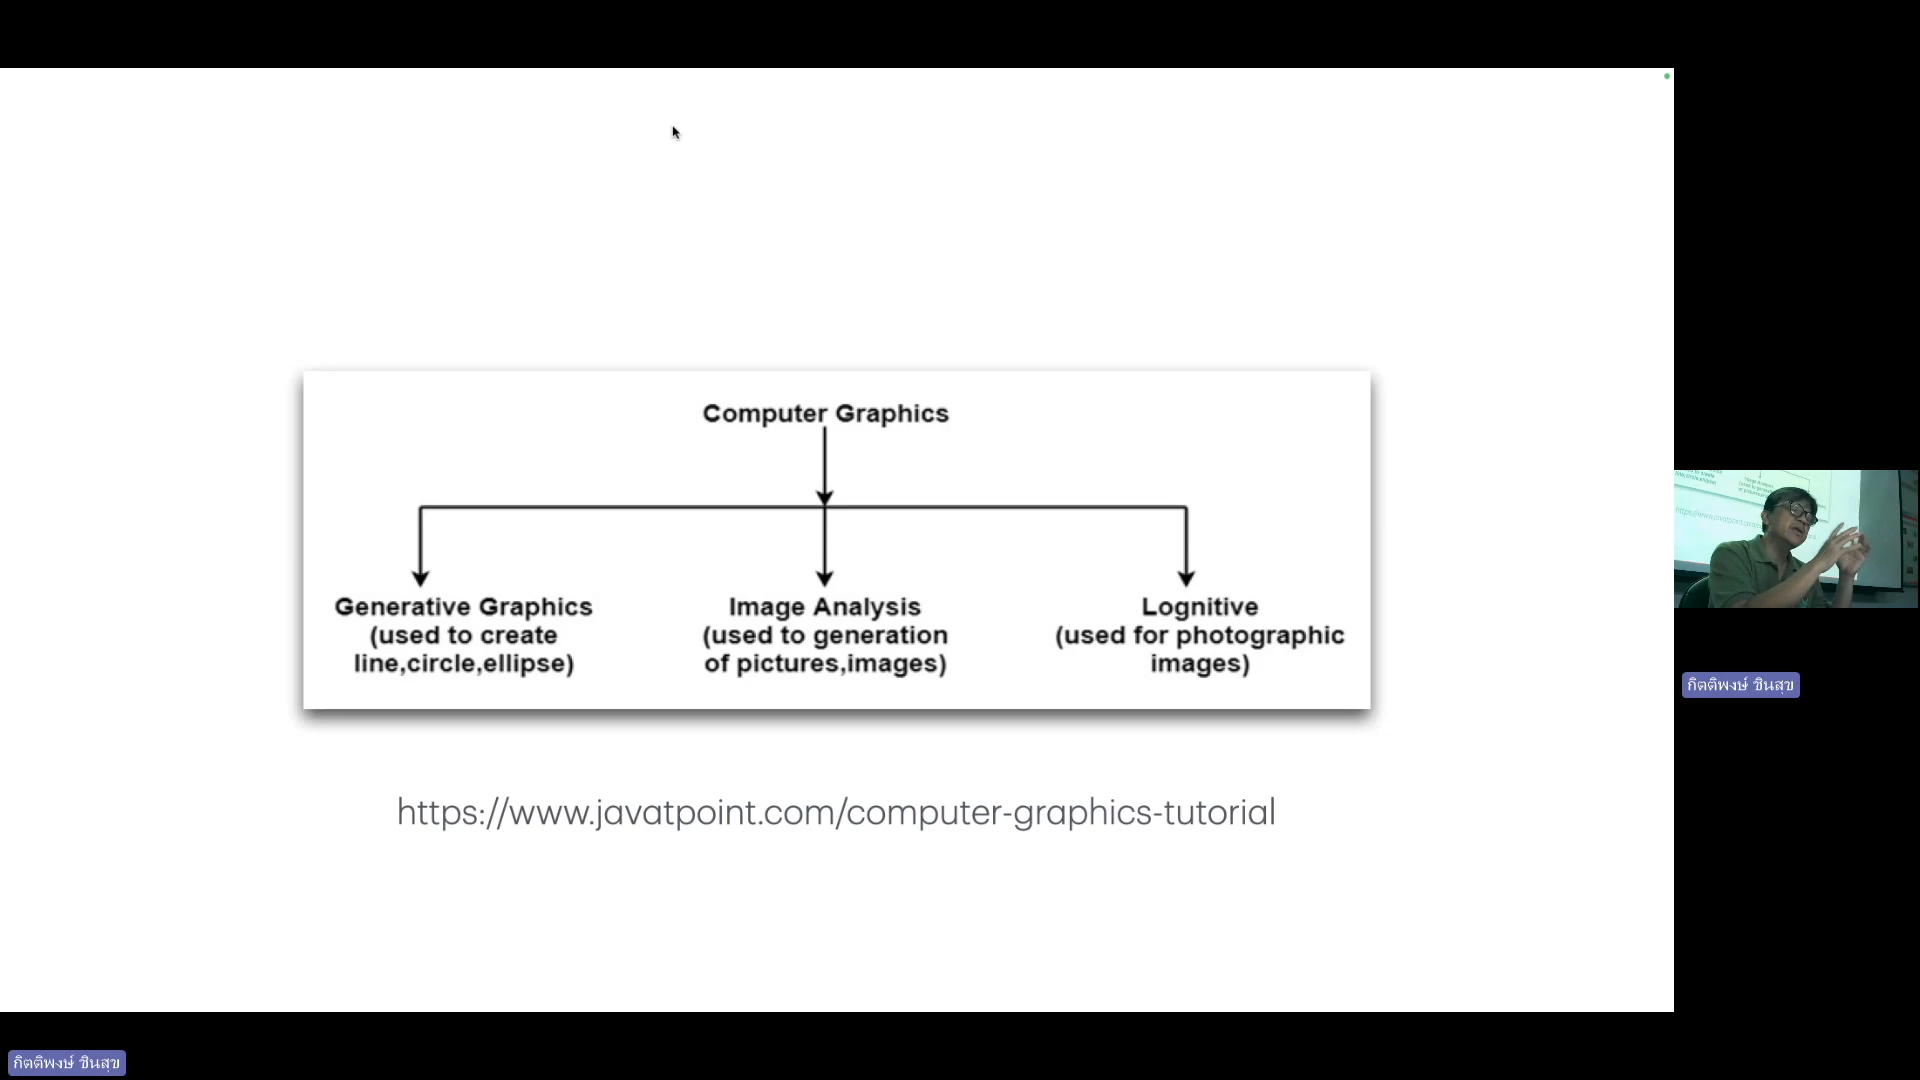 Computer Graphics
Generative Graphics
(used to create
line,circle,ellipse)
Image Analysis
(used to generation
of pictures,images)
Lognitive
(used for photographic
images)
https://www.javatpoint.com/computer-graphics-tutorial
กิตติพงษ์ ชินสุข
กิตติพงษ์ ชินสุข